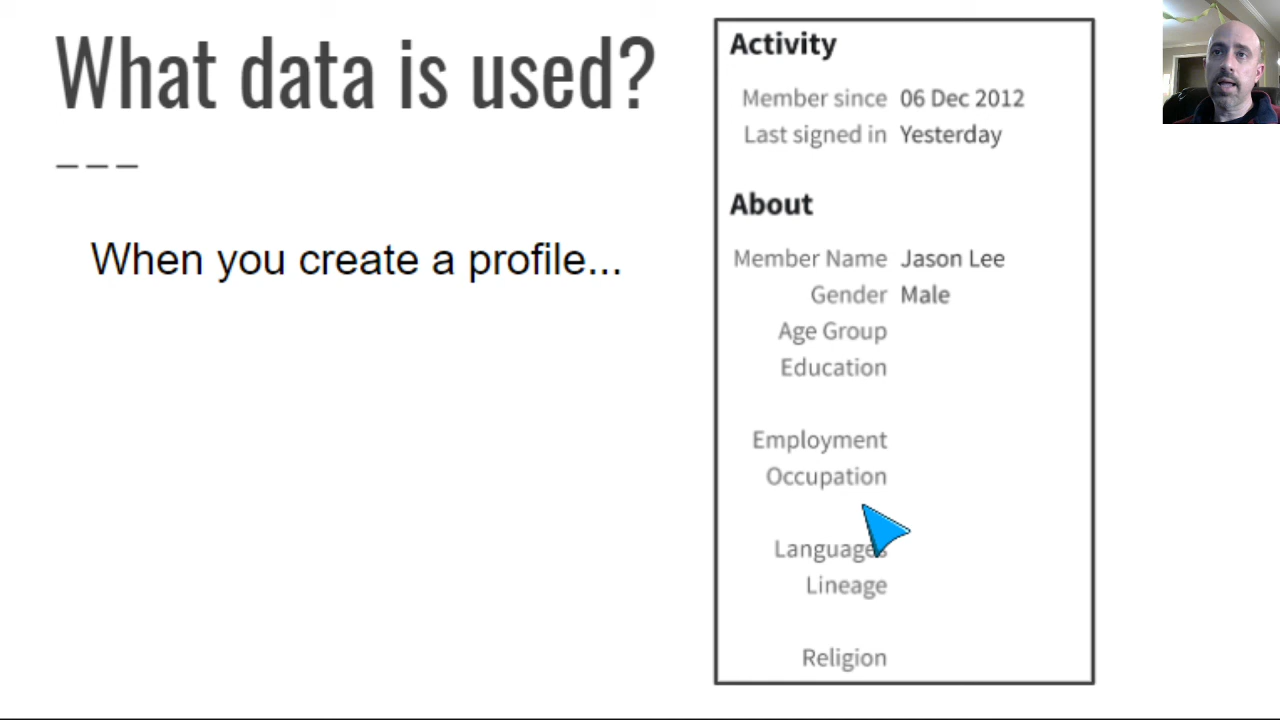 What data is used?
---
When you create a profile...
Activity
Member since 06 Dec 2012
Last signed in Yesterday
About
Member Name Jason Lee
Gender Male
Age Group
Education
Employment
Occupation
Languages
Lineage
Religion